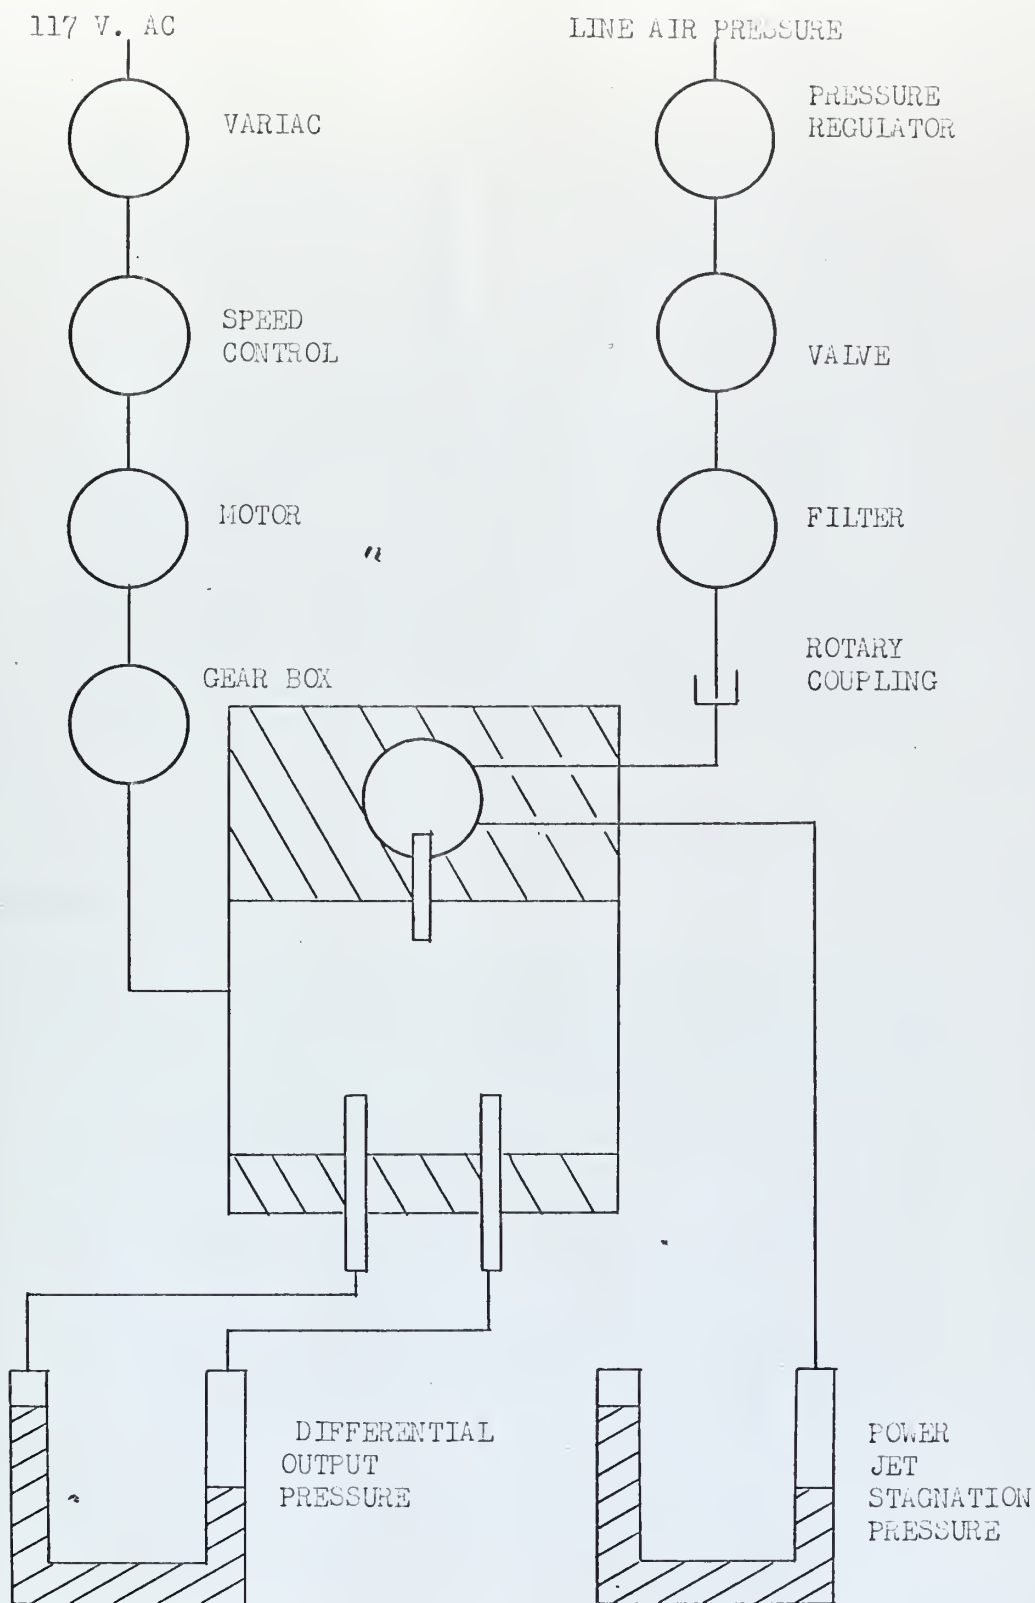 117 V. AC
LINE AIR PRESSURE
VARIAC
PRESSURE
REGULATOR
SPEED
CONTROL
VALVE
MOTOR
FILTER
GEAR BOX
ROTARY
COUPLING
DIFFERENTIAL
OUTPUT
PRESSURE
POWER
JET
STAGNATION
PRESSURE